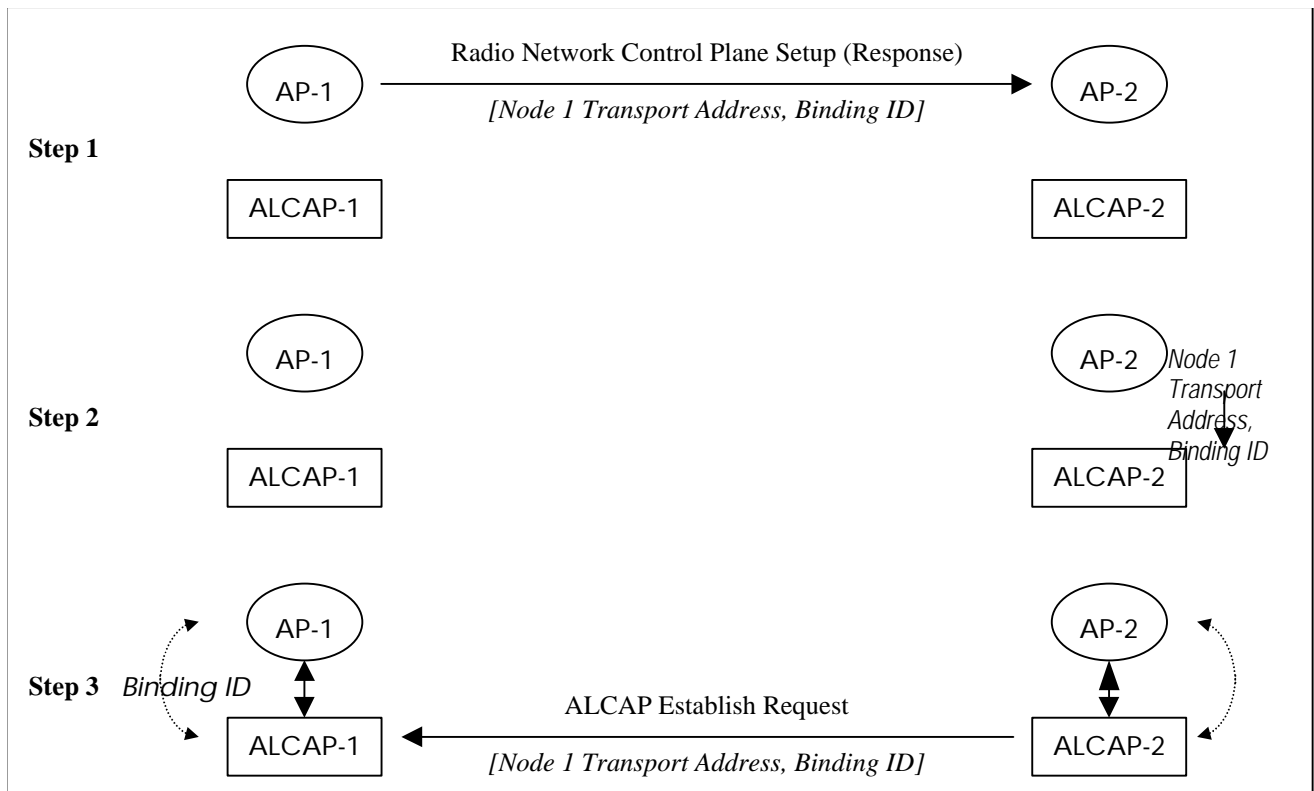 Radio Network Control Plane Setup (Response)
AP-1
AP-2
[Node 1 Transport Address, Binding ID]
Step 1
ALCAP-1
ALCAP-2
AP-1
AP-2
Node 1
Transport
Address,
Binding ID
Step 2
ALCAP-1
ALCAP-2
AP-1
AP-2
Step 3
Binding ID
ALCAP Establish Request
ALCAP-1
ALCAP-2
[Node 1 Transport Address, Binding ID]